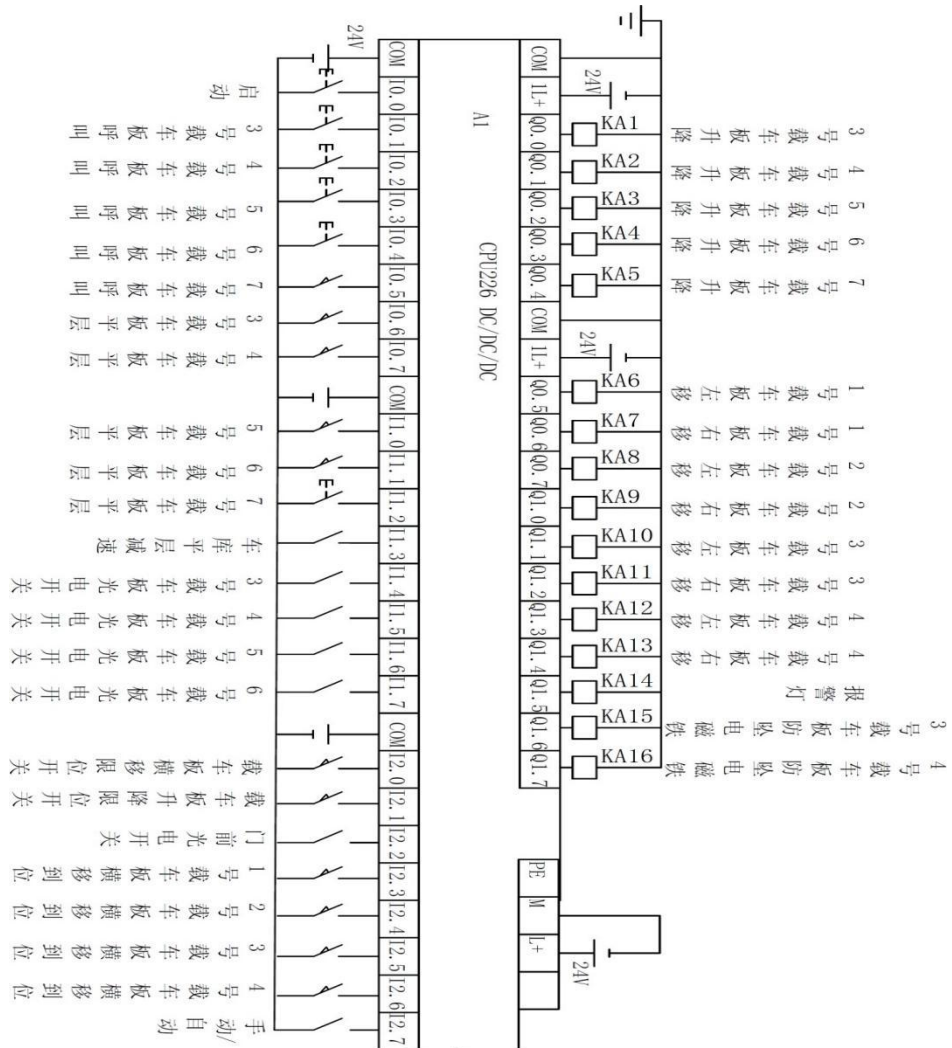 24V
启动
3号载车板呼叫
4号载车板呼叫
5号载车板呼叫
6号载车板呼叫
7号载车板呼叫
3号载车板平层
4号载车板平层
5号载车板平层
6号载车板平层
7号载车板平层
车库平层减速
3号载车板光电开关
4号载车板光电开关
5号载车板光电开关
6号载车板光电开关
载车板横移限位开关
载车板升降限位开关
门前光电开关
1号载车板横移到位
2号载车板横移到位
3号载车板横移到位
4号载车板横移到位
手动/自动
COM
I0.0
I0.1
I0.2
I0.3
I0.4
I0.5
I0.6
I0.7
COM
I1.0
I1.1
I1.2
I1.3
I1.4
I1.5
I1.6
I1.7
COM
I2.0
I2.1
I2.2
I2.3
I2.4
I2.5
I2.6
I2.7
A1
CPU226 DC/DC/DC
COM
1L+
Q0.0
Q0.1
Q0.2
Q0.3
Q0.4
COM
1L+
Q0.5
Q0.6
Q0.7
Q1.0
Q1.1
Q1.2
Q1.3
Q1.4
Q1.5
Q1.6
Q1.7
PE
M
L+
24V
KA1
KA2
KA3
KA4
KA5
24V
KA6
KA7
KA8
KA9
KA10
KA11
KA12
KA13
KA14
KA15
KA16
24V
3号载车板升降
4号载车板升降
5号载车板升降
6号载车板升降
7号载车板升降
1号载车板左移
1号载车板右移
2号载车板左移
2号载车板右移
3号载车板左移
3号载车板右移
4号载车板左移
4号载车板右移
报警灯
3号载车板防坠电磁铁
4号载车板防坠电磁铁